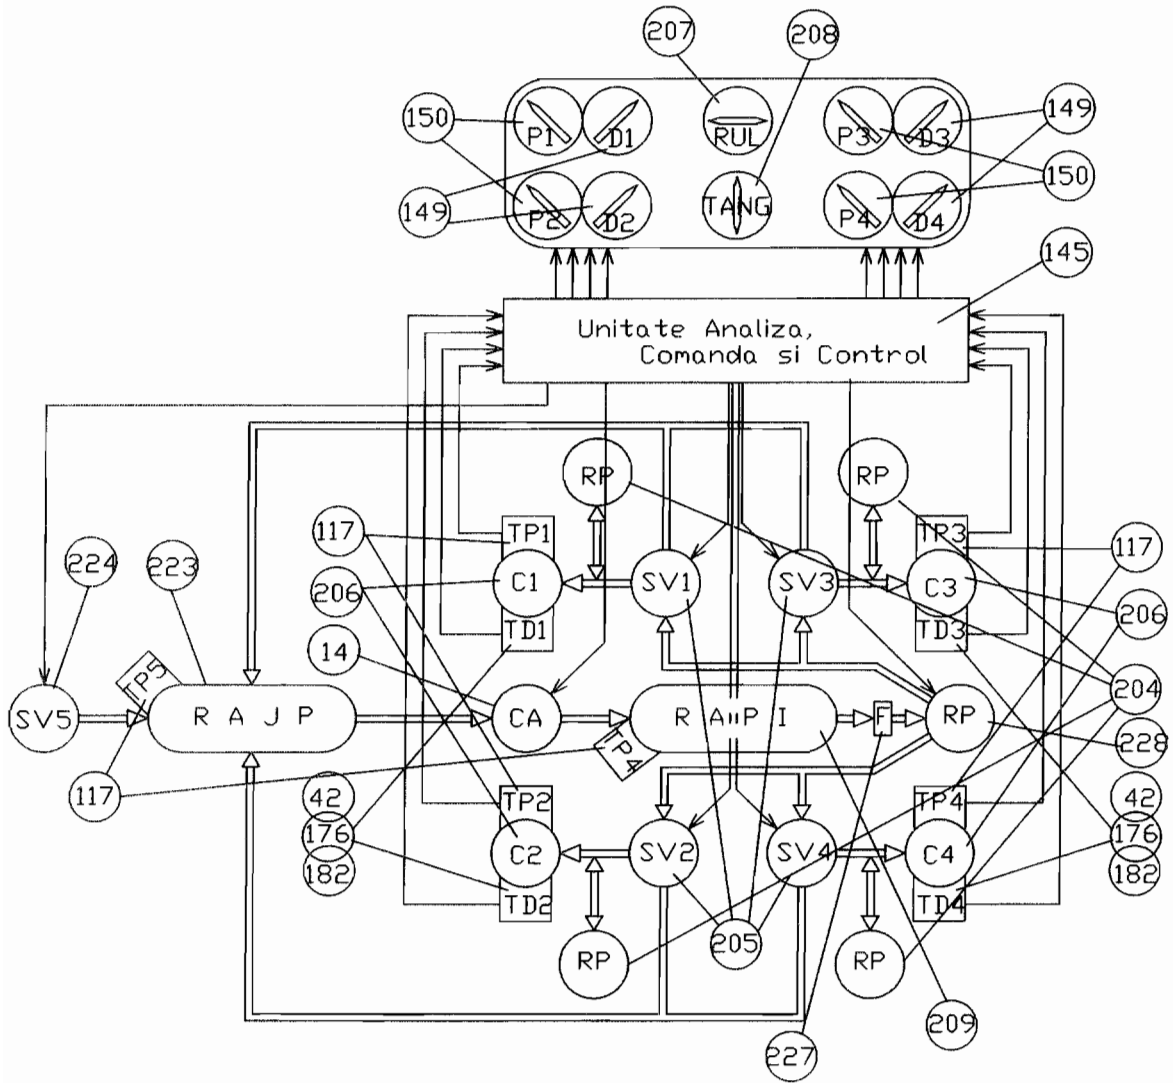 207
208
150
P1
D1
RUL
P3
D3
149
149
P2
D2
TANG
P4
D4
150
145
Unitate Analiza,
Comanda si Control
RP
RP
117
TP1
TP3
117
224
223
206
C1
SV1
SV3
C3
206
14
TD1
TD3
204
TP5
SV5
R A J P
CA
R A P I
F
RP
228
TP4
117
42
TP2
TP4
42
176
C2
SV2
SV4
C4
176
182
TD2
TD4
182
205
RP
RP
209
227